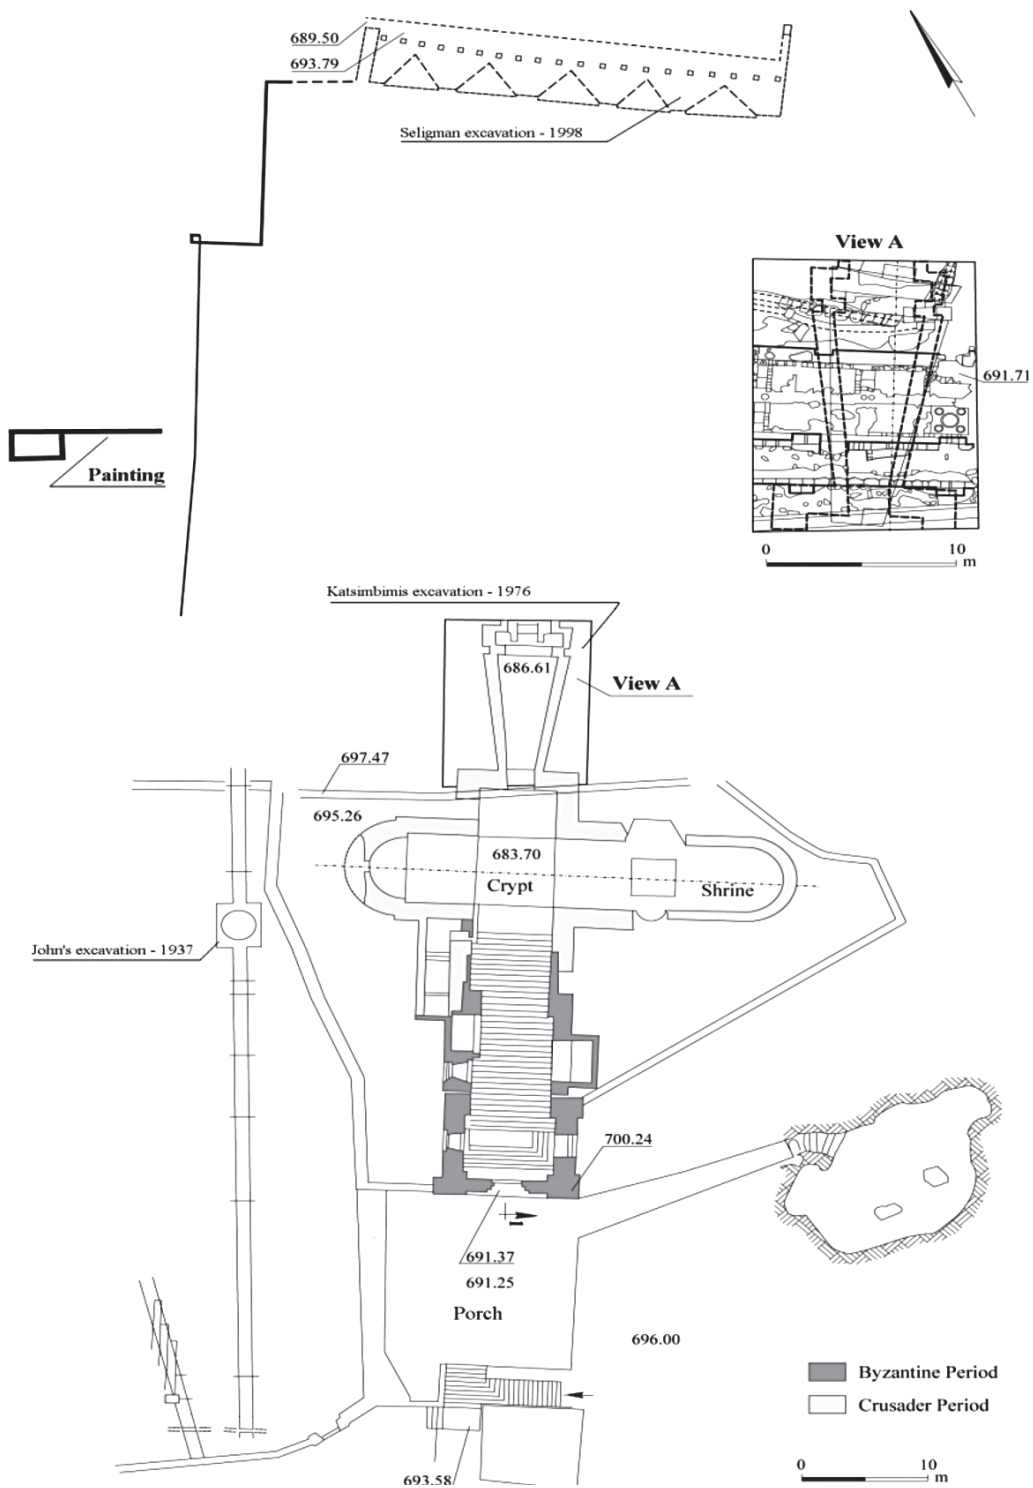 689.50
693.79
Seligman excavation - 1998
View A
691.71
Painting
0 10
m
Katsimbimis excavation - 1976
686.61
View A
697.47
695.26
683.70
Crypt
Shrine
John's excavation - 1937
700.24
1
691.37
691.25
Porch
696.00
Byzantine Period
Crusader Period
693.58
0 10
m